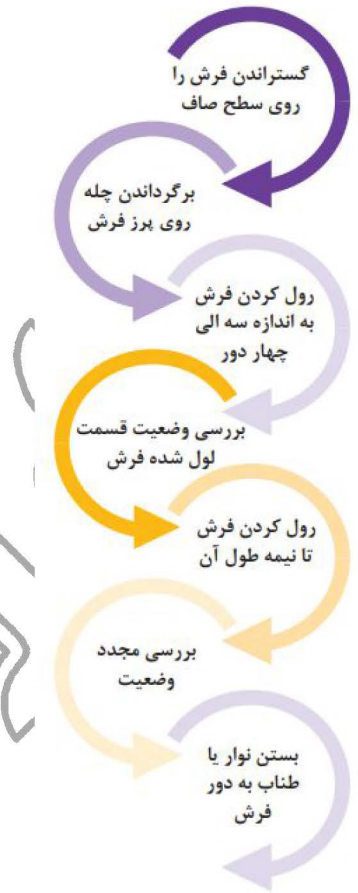 گستراندن فرش را
روی سطح صاف
برگرداندن چله
روی پرز فرش
رول کردن فرش
به اندازه سه الی
چهار دور
بررسی وضعیت قسمت
لول شده فرش
رول کردن فرش
تا نیمه طول آن
بررسی مجدد
وضعیت
بستن نوار یا
طناب به دور
فرش